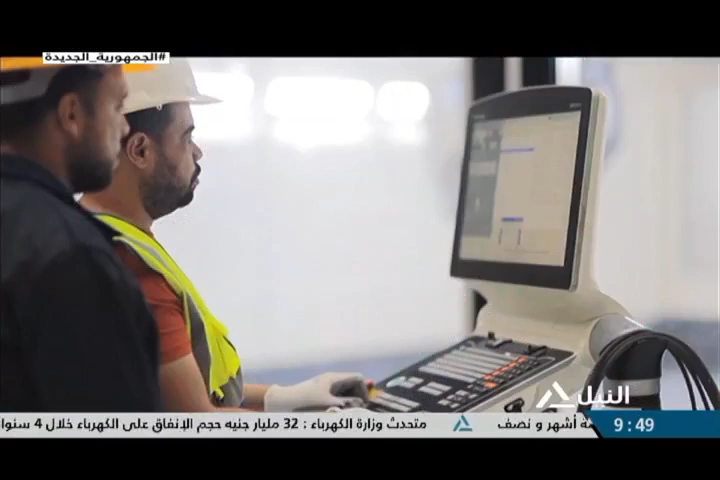 #الجمهورية_الجديدة
النيل
ـة أشهر و نصف
متحدث وزارة الكهرباء : 32 مليار جنيه حجم الإنفاق على الكهرباء خلال 4 سنوا
9:49